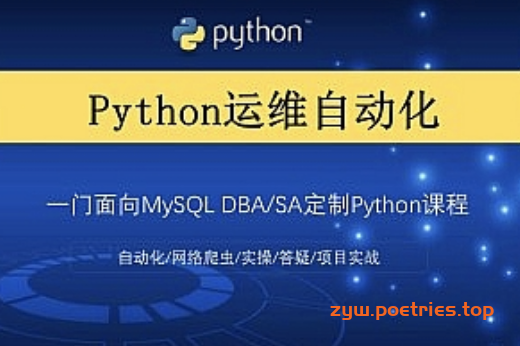 python™
Python运维自动化
一门面向MySQL DBA/SA定制Python课程
自动化/网络爬虫/实操/答疑/项目实战
zyw.poetries.top